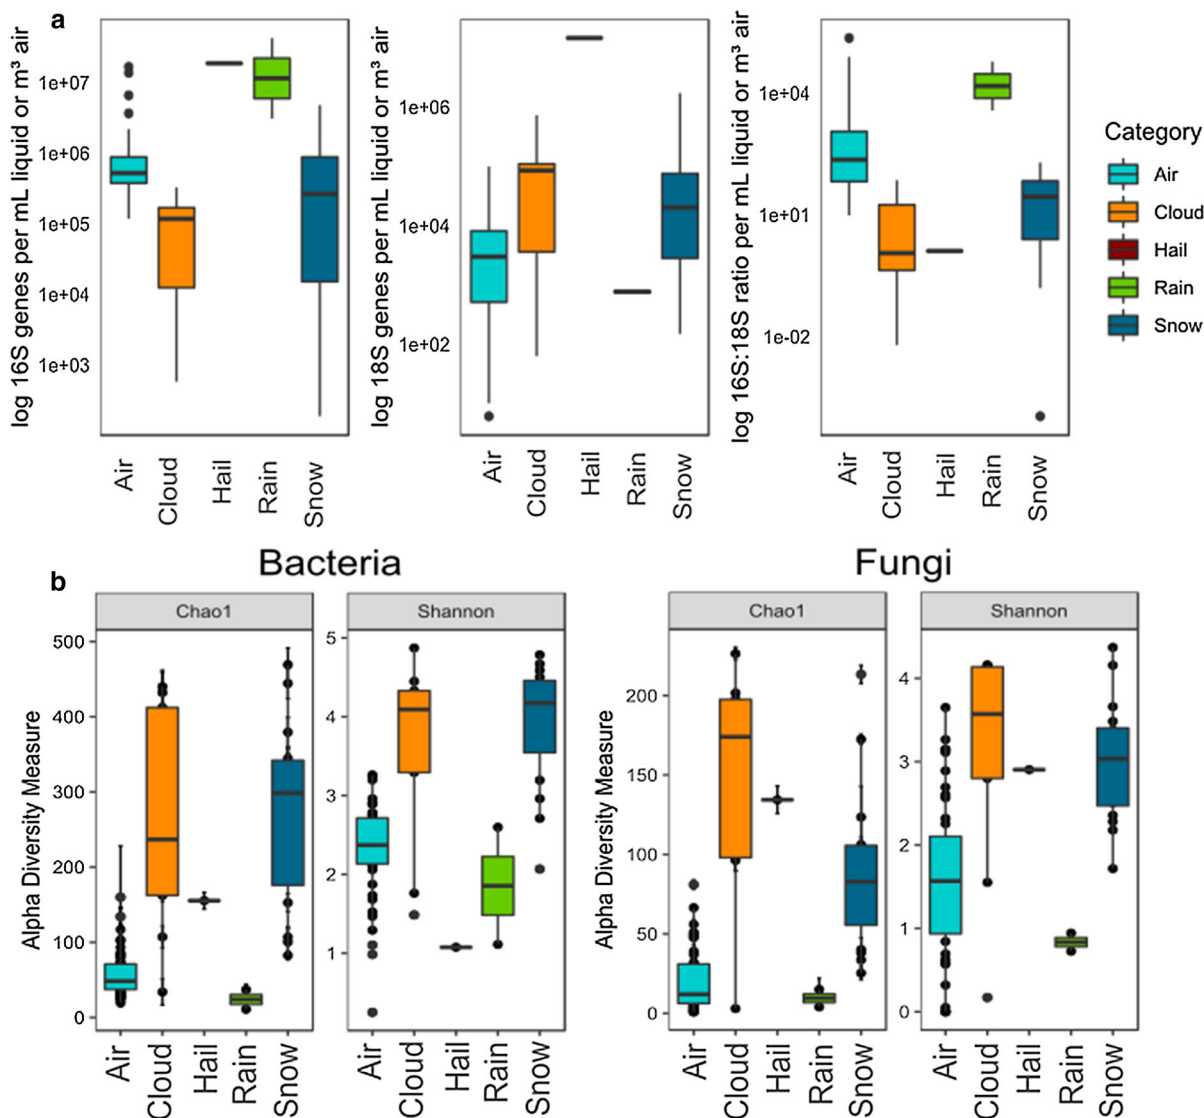 a
log 16S genes per mL liquid or m³ air
1e+07
1e+06
1e+05
1e+04
1e+03
Air
Cloud
Hail
Rain
Snow
log 18S genes per mL liquid or m³ air
1e+06
1e+04
1e+02
Air
Cloud
Hail
Rain
Snow
log 16S:18S ratio per mL liquid or m³ air
1e+04
1e+01
1e-02
Air
Cloud
Hail
Rain
Snow
Category
Air
Cloud
Hail
Rain
Snow
b
Bacteria
Chao1
Alpha Diversity Measure
500
400
300
200
100
0
Air
Cloud
Hail
Rain
Snow
Shannon
5
4
3
2
1
Air
Cloud
Hail
Rain
Snow
Fungi
Chao1
Alpha Diversity Measure
200
150
100
50
0
Air
Cloud
Hail
Rain
Snow
Shannon
4
3
2
1
0
Air
Cloud
Hail
Rain
Snow